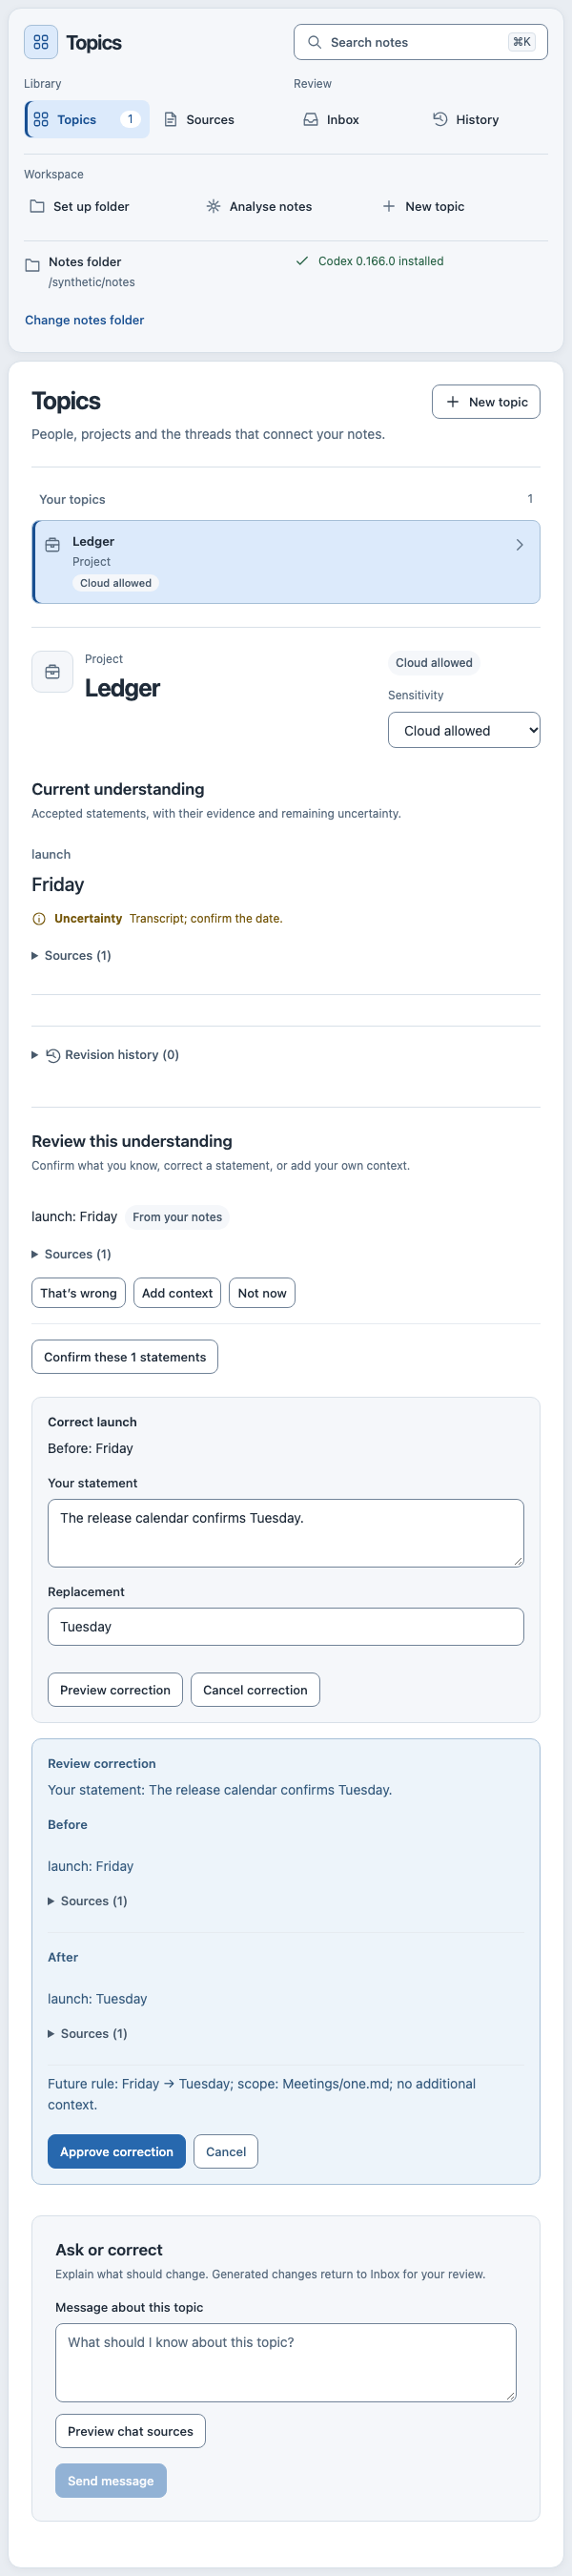 Topics
Search notes
⌘K
Library
Review
Topics
1
Sources
Inbox
History
Workspace
Set up folder
Analyse notes
New topic
Notes folder
/synthetic/notes
Codex 0.166.0 installed
Change notes folder
Topics
New topic
People, projects and the threads that connect your notes.
Your topics
1
Ledger
Project
Cloud allowed
Project
Ledger
Cloud allowed
Sensitivity
Cloud allowed
Current understanding
Accepted statements, with their evidence and remaining uncertainty.
launch
Friday
Uncertainty Transcript; confirm the date.
Sources (1)
Revision history (0)
Review this understanding
Confirm what you know, correct a statement, or add your own context.
launch: Friday From your notes
Sources (1)
That’s wrong
Add context
Not now
Confirm these 1 statements
Correct launch
Before: Friday
Your statement
The release calendar confirms Tuesday.
Replacement
Tuesday
Preview correction
Cancel correction
Review correction
Your statement: The release calendar confirms Tuesday.
Before
launch: Friday
Sources (1)
After
launch: Tuesday
Sources (1)
Future rule: Friday → Tuesday; scope: Meetings/one.md; no additional
context.
Approve correction
Cancel
Ask or correct
Explain what should change. Generated changes return to Inbox for your review.
Message about this topic
What should I know about this topic?
Preview chat sources
Send message